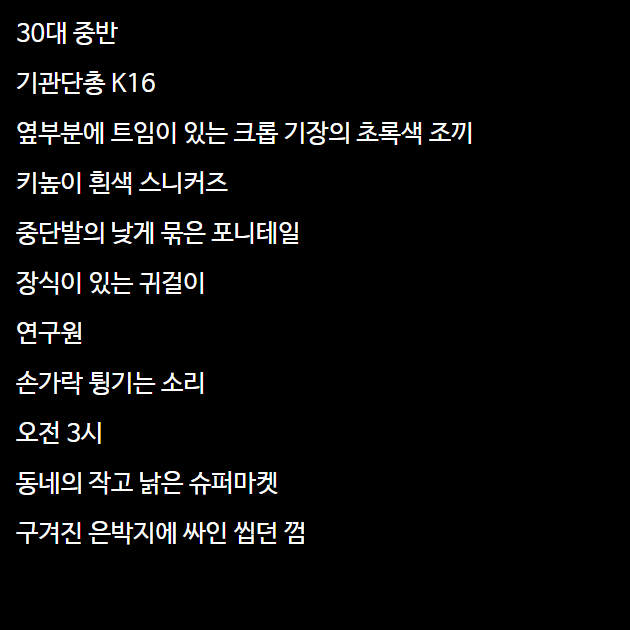 30대 중반
기관단총 K16
옆부분에 트임이 있는 크롭 기장의 초록색 조끼
키높이 흰색 스니커즈
중단발의 낮게 묶은 포니테일
장식이 있는 귀걸이
연구원
손가락 튕기는 소리
오전 3시
동네의 작고 낡은 슈퍼마켓
구겨진 은박지에 싸인 씹던 껌